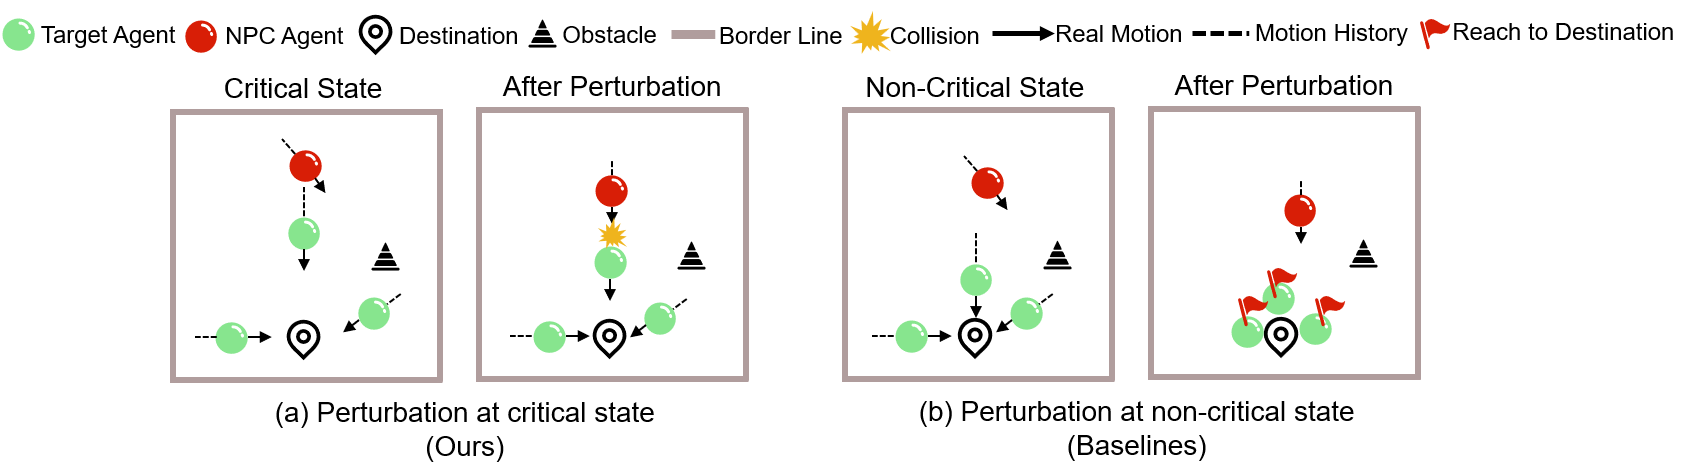 Target Agent NPC Agent Destination Obstacle Border Line Collision Real Motion Motion History Reach to Destination
Critical State After Perturbation Non-Critical State After Perturbation
(a) Perturbation at critical state
(Ours)
(b) Perturbation at non-critical state
(Baselines)